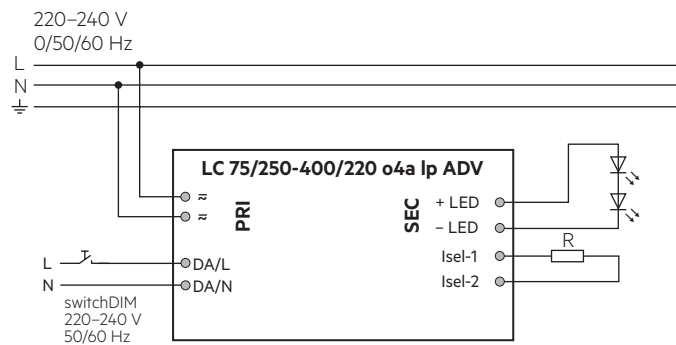 220–240 V
0/50/60 Hz
L
N
LC 75/250-400/220 o4a lp ADV
PRI
SEC
+ LED
– LED
Isel-1
R
Isel-2
L
DA/L
N
DA/N
switchDIM
220–240 V
50/60 Hz